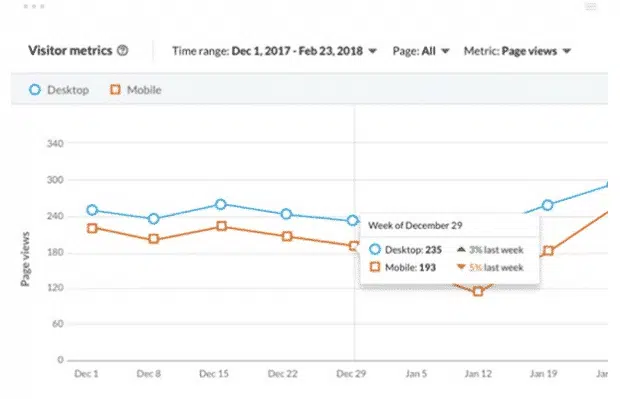 Visitor metrics ? Time range: Dec 1, 2017 - Feb 23, 2018 Page: All Metric: Page views
Desktop Mobile
340
300
240
180
120
60
0
Page views
Week of December 29
Desktop: 235 3% last week
Mobile: 193 5% last week
Dec 1 Dec 8 Dec 15 Dec 22 Dec 29 Jan 5 Jan 12 Jan 19 Jan